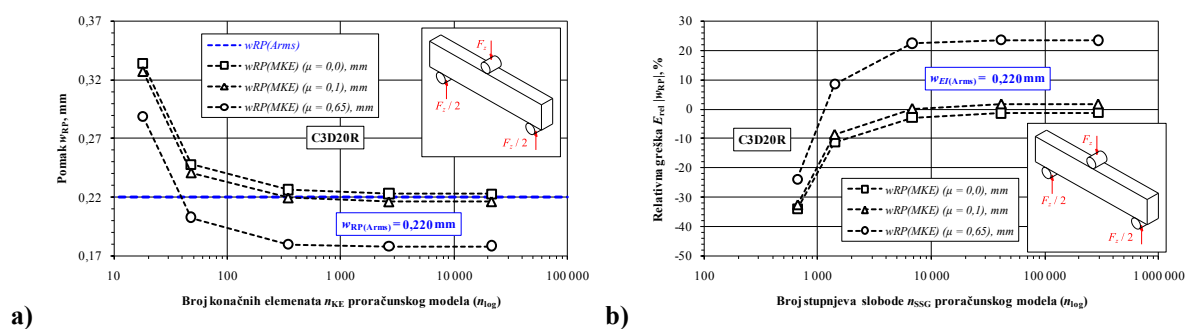 0,37
0,32
0,27
0,22
0,17
Pomak wRP, mm
wRP(Arms)
wRP(MKE) (μ = 0,0), mm
wRP(MKE) (μ = 0,1), mm
wRP(MKE) (μ = 0,65), mm
C3D20R
Fz
Fz / 2
Fz / 2
wRP(Arms) = 0,220 mm
10
100
1 000
10 000
100 000
Broj konačnih elemenata nKE proračunskog modela (nlog)
a)
50
40
30
20
10
0
-10
-20
-30
-40
-50
Relativna greška Erel |wRP|, %
wEI(Arms) = 0,220 mm
C3D20R
wRP(MKE) (μ = 0,0), mm
wRP(MKE) (μ = 0,1), mm
wRP(MKE) (μ = 0,65), mm
Fz
Fz / 2
Fz / 2
100
1 000
10 000
100 000
1 000 000
Broj stupnjeva slobode nSSG proračunskog modela (nlog)
b)